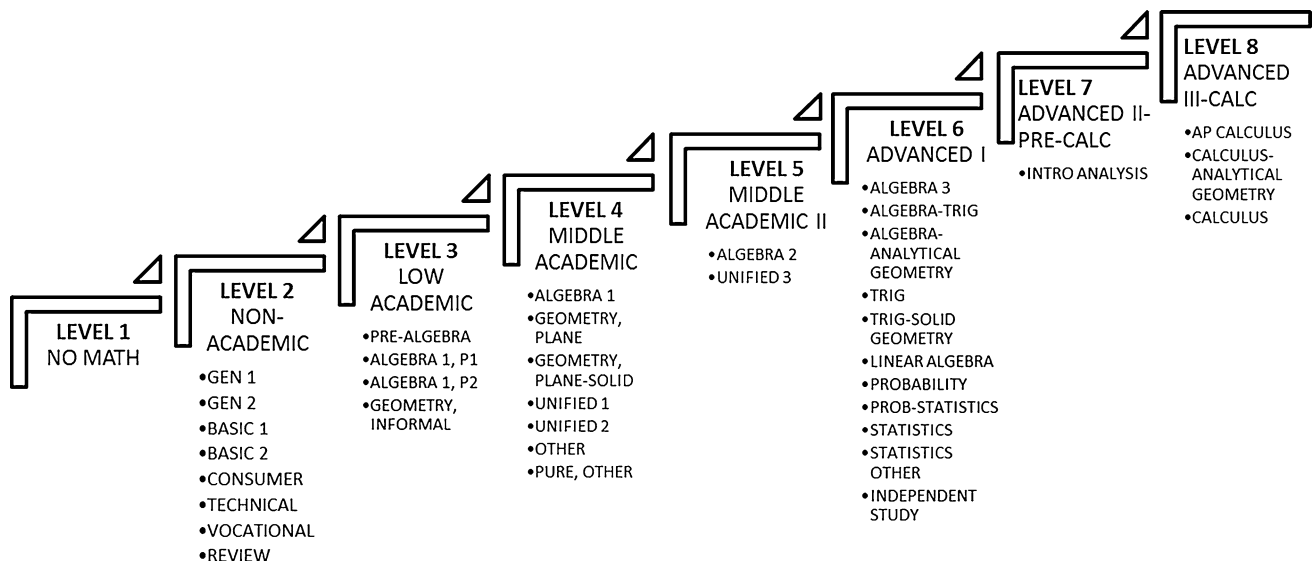 LEVEL 1
NO MATH
LEVEL 2
NON-
ACADEMIC
•GEN 1
•GEN 2
•BASIC 1
•BASIC 2
•CONSUMER
•TECHNICAL
•VOCATIONAL
•REVIEW
LEVEL 3
LOW
ACADEMIC
•PRE-ALGEBRA
•ALGEBRA 1, P1
•ALGEBRA 1, P2
•GEOMETRY,
INFORMAL
LEVEL 4
MIDDLE
ACADEMIC
•ALGEBRA 1
•GEOMETRY,
PLANE
•GEOMETRY,
PLANE-SOLID
•UNIFIED 1
•UNIFIED 2
•OTHER
•PURE, OTHER
LEVEL 5
MIDDLE
ACADEMIC II
•ALGEBRA 2
•UNIFIED 3
LEVEL 6
ADVANCED I
•ALGEBRA 3
•ALGEBRA-TRIG
•ALGEBRA-
ANALYTICAL
GEOMETRY
•TRIG
•TRIG-SOLID
GEOMETRY
•LINEAR ALGEBRA
•PROBABILITY
•PROB-STATISTICS
•STATISTICS
•STATISTICS
OTHER
•INDEPENDENT
STUDY
LEVEL 7
ADVANCED II-
PRE-CALC
•INTRO ANALYSIS
LEVEL 8
ADVANCED
III-CALC
•AP CALCULUS
•CALCULUS-
ANALYTICAL
GEOMETRY
•CALCULUS